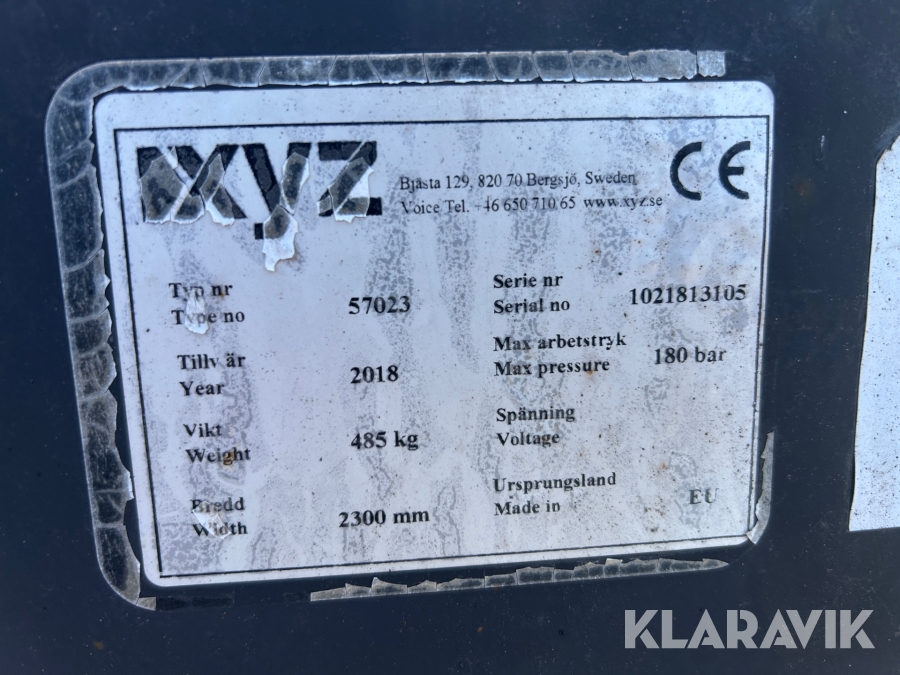 XYZ
Bjästa 129, 820 70 Bergsjö, Sweden
Voice Tel. +46 650 710 65 www.xyz.se
CE
Typ nr
Type no
57023
Serie nr
Serial no
1021813105
Tillv år
Year
2018
Max arbetstryk
Max pressure
180 bar
Vikt
Weight
485 kg
Spänning
Voltage
Bredd
Width
2300 mm
Ursprungsland
Made in
EU
KLARAVIK